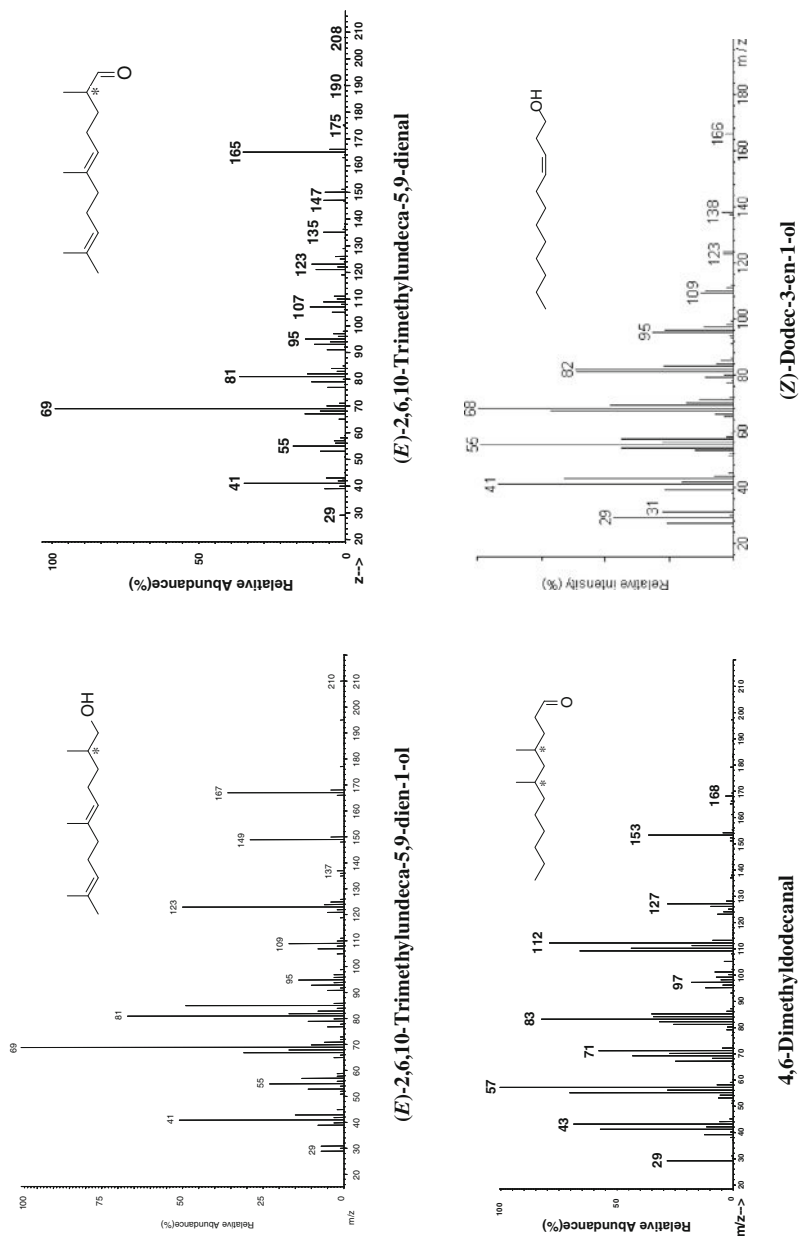 OH
*
Relative Abundance(%)
100
75
50
25
0
m/z
20 30 40 50 60 70 80 90 100 110 120 130 140 150 160 170 180 190 200 210
29 41 55 69 81 95 109 123 137 149 167 210
(E)-2,6,10-Trimethylundeca-5,9-dien-1-ol
O
*
Relative Abundance(%)
100
50
0
z-->
20 30 40 50 60 70 80 90 100 110 120 130 140 150 160 170 180 190 200 210
29 41 55 69 81 95 107 123 135 147 165 175 190 208
(E)-2,6,10-Trimethylundeca-5,9-dienal
O
* *
Relative Abundance(%)
100
50
0
m/z-->
20 30 40 50 60 70 80 90 100 110 120 130 140 150 160 170 180 190 200 210
29 43 57 71 83 97 112 127 153 168
4,6-Dimethyldodecanal
OH
Relative intensity (%)
20 40 60 80 100 120 140 160 180 m / z
29 31 41 55 68 82 95 109 123 138 166
(Z)-Dodec-3-en-1-ol